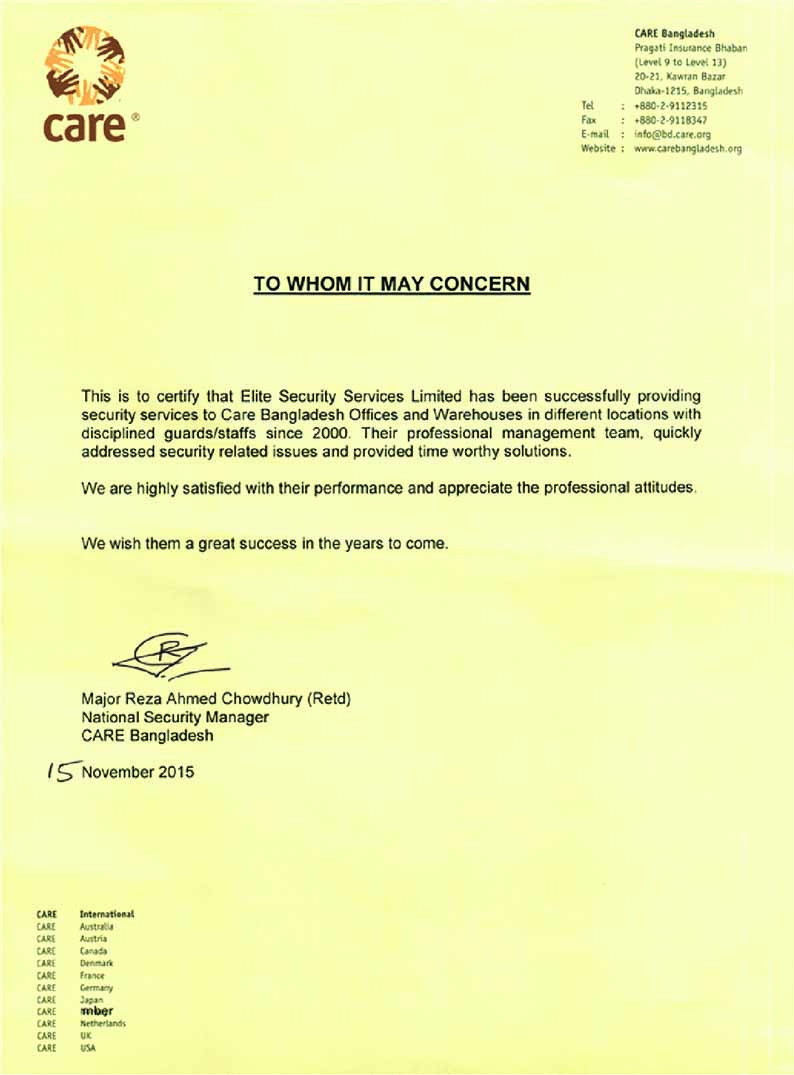 care®
CARE Bangladesh
Pragati Insurance Bhaban
(Level 9 to Level 13)
20-21, Kawran Bazar
Dhaka-1215, Bangladesh
Tel : +880-2-9112315
Fax : +880-2-9118347
E-mail : info@bd.care.org
Website : www.carebangladesh.org
TO WHOM IT MAY CONCERN
This is to certify that Elite Security Services Limited has been successfully providing
security services to Care Bangladesh Offices and Warehouses in different locations with
disciplined guards/staffs since 2000. Their professional management team, quickly
addressed security related issues and provided time worthy solutions.
We are highly satisfied with their performance and appreciate the professional attitudes.
We wish them a great success in the years to come.
Major Reza Ahmed Chowdhury (Retd)
National Security Manager
CARE Bangladesh
15 November 2015
CARE International
CARE Australia
CARE Austria
CARE Canada
CARE Denmark
CARE France
CARE Germany
CARE Japan
CARE
CARE Netherlands
CARE UK
CARE USA